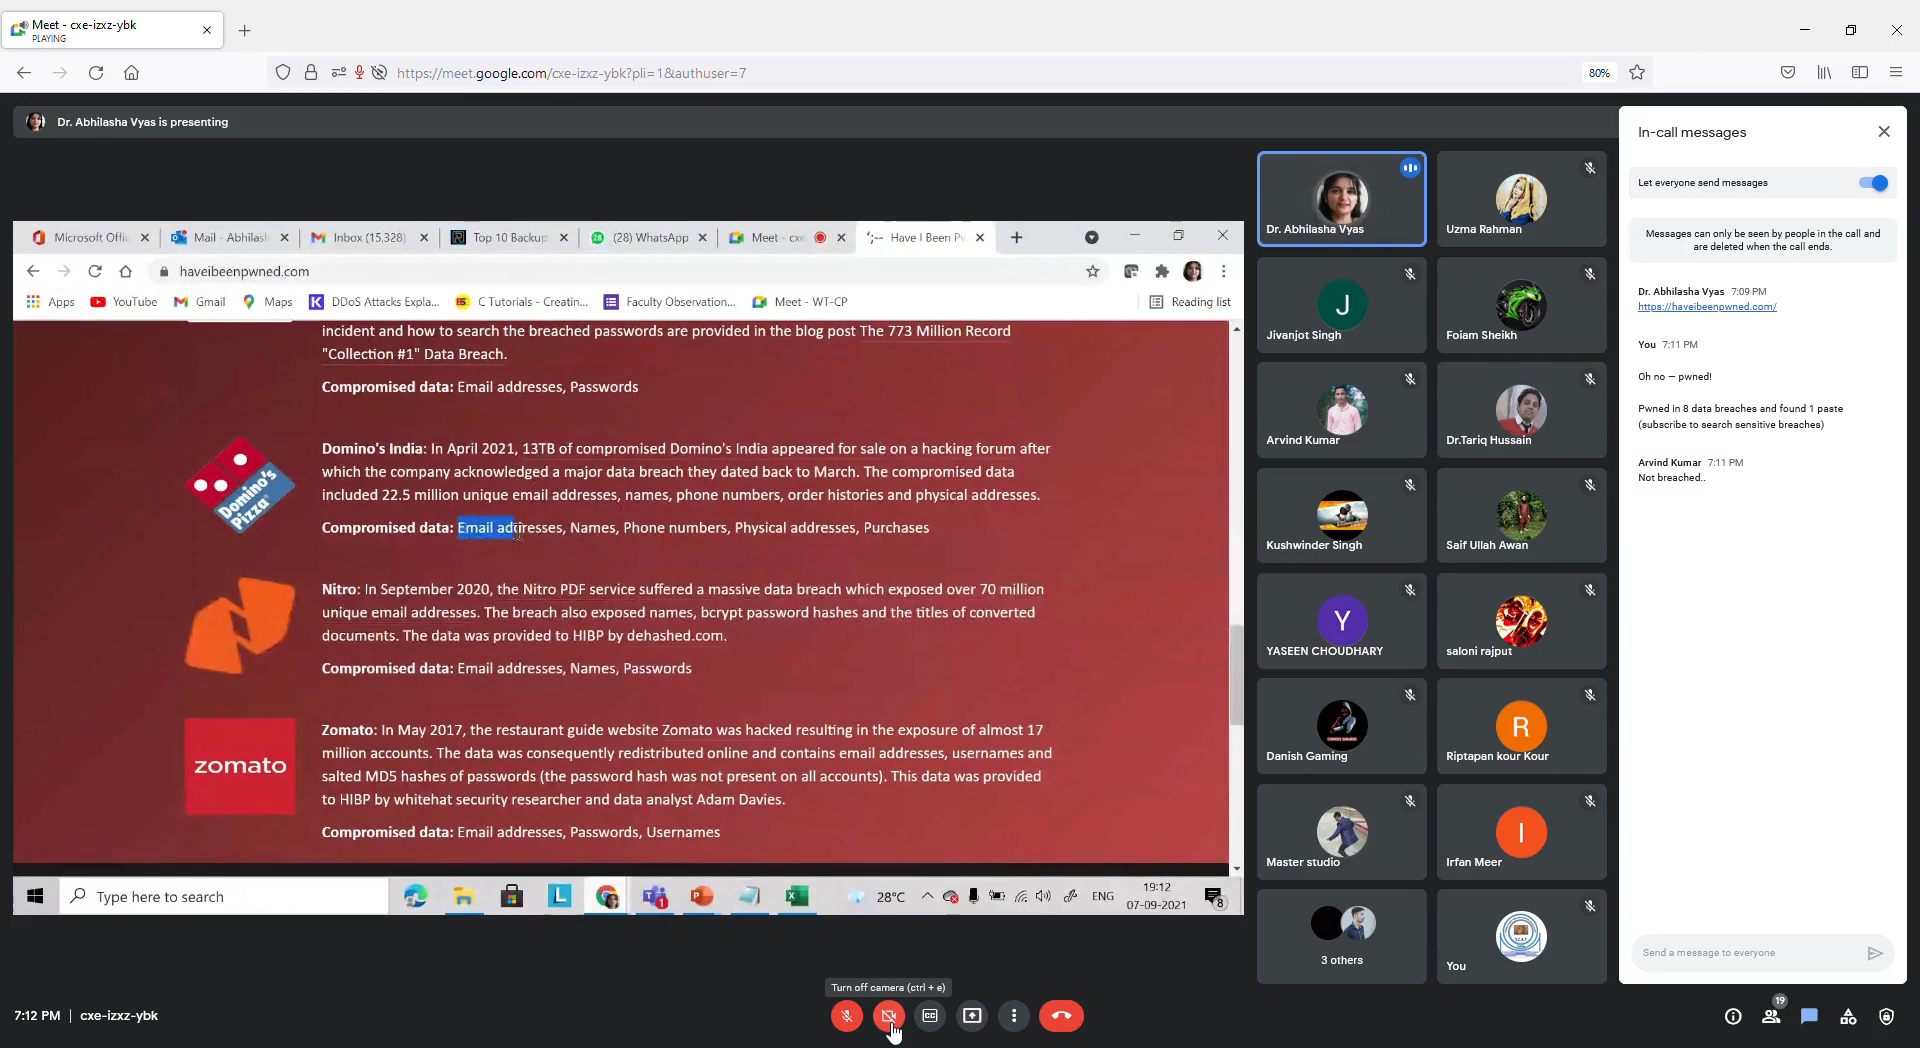 Meet - cxe-izxz-ybk
PLAYING
https://meet.google.com/cxe-izxz-ybk?pli=1&authuser=7
80%
Dr. Abhilasha Vyas is presenting
Microsoft Offic
Mail - Abhilash
Inbox (15,328)
Top 10 Backup
(28) WhatsApp
Meet - cxe
Have I Been Pw
haveibeenpwned.com
Apps
YouTube
Gmail
Maps
DDoS Attacks Expla...
C Tutorials - Creatin...
Faculty Observation...
Meet - WT-CP
Reading list
incident and how to search the breached passwords are provided in the blog post The 773 Million Record
"Collection #1" Data Breach.
Compromised data: Email addresses, Passwords
Domino's Pizza
Domino's India: In April 2021, 13TB of compromised Domino's India appeared for sale on a hacking forum after
which the company acknowledged a major data breach they dated back to March. The compromised data
included 22.5 million unique email addresses, names, phone numbers, order histories and physical addresses.
Compromised data: Email addresses, Names, Phone numbers, Physical addresses, Purchases
Nitro: In September 2020, the Nitro PDF service suffered a massive data breach which exposed over 70 million
unique email addresses. The breach also exposed names, bcrypt password hashes and the titles of converted
documents. The data was provided to HIBP by dehashed.com.
Compromised data: Email addresses, Names, Passwords
zomato
Zomato: In May 2017, the restaurant guide website Zomato was hacked resulting in the exposure of almost 17
million accounts. The data was consequently redistributed online and contains email addresses, usernames and
salted MD5 hashes of passwords (the password hash was not present on all accounts). This data was provided
to HIBP by whitehat security researcher and data analyst Adam Davies.
Compromised data: Email addresses, Passwords, Usernames
Type here to search
28°C
ENG
19:12
07-09-2021
8
Dr. Abhilasha Vyas
Uzma Rahman
J
Jivanjot Singh
Foiam Sheikh
Arvind Kumar
Dr.Tariq Hussain
Kushwinder Singh
Saif Ullah Awan
Y
YASEEN CHOUDHARY
saloni rajput
Danish Gaming
R
Riptapan kour Kour
Master studio
I
Irfan Meer
3 others
You
In-call messages
Let everyone send messages
Messages can only be seen by people in the call and
are deleted when the call ends.
Dr. Abhilasha Vyas 7:09 PM
https://haveibeenpwned.com/
You 7:11 PM
Oh no — pwned!
Pwned in 8 data breaches and found 1 paste
(subscribe to search sensitive breaches)
Arvind Kumar 7:11 PM
Not breached..
Send a message to everyone
Turn off camera (ctrl + e)
7:12 PM | cxe-izxz-ybk
19